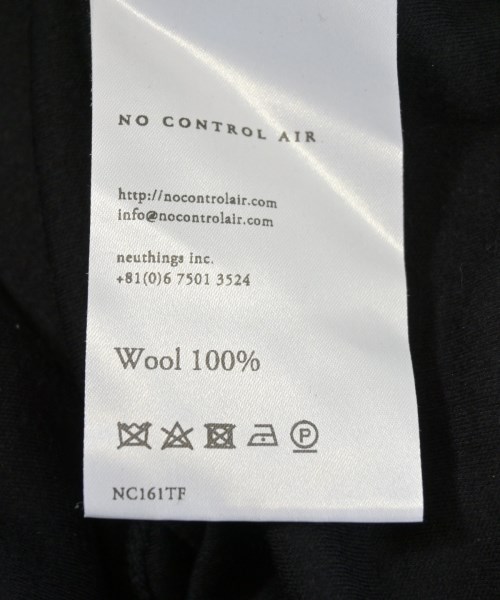 NO CONTROL AIR
http://nocontrolair.com
info@nocontrolair.com
neuthings inc.
+81(0)6 7501 3524
Wool 100%
P
NC161TF